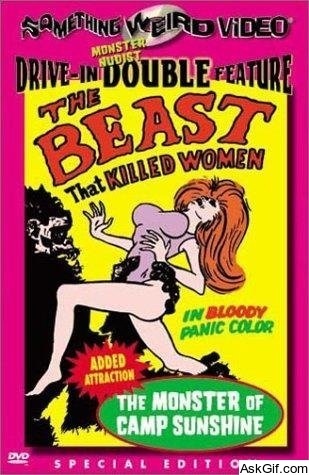 SOMETHING WEIRD VIDEO®
MONSTER
NUDIST
DRIVE-IN DOUBLE FEATURE
THE
BEAST
That KILLED WOMEN
IN BLOODY
PANIC COLOR
ADDED
ATTRACTION
THE MONSTER OF
CAMP SUNSHINE
DVD
SPECIAL EDITION
AskGif.com